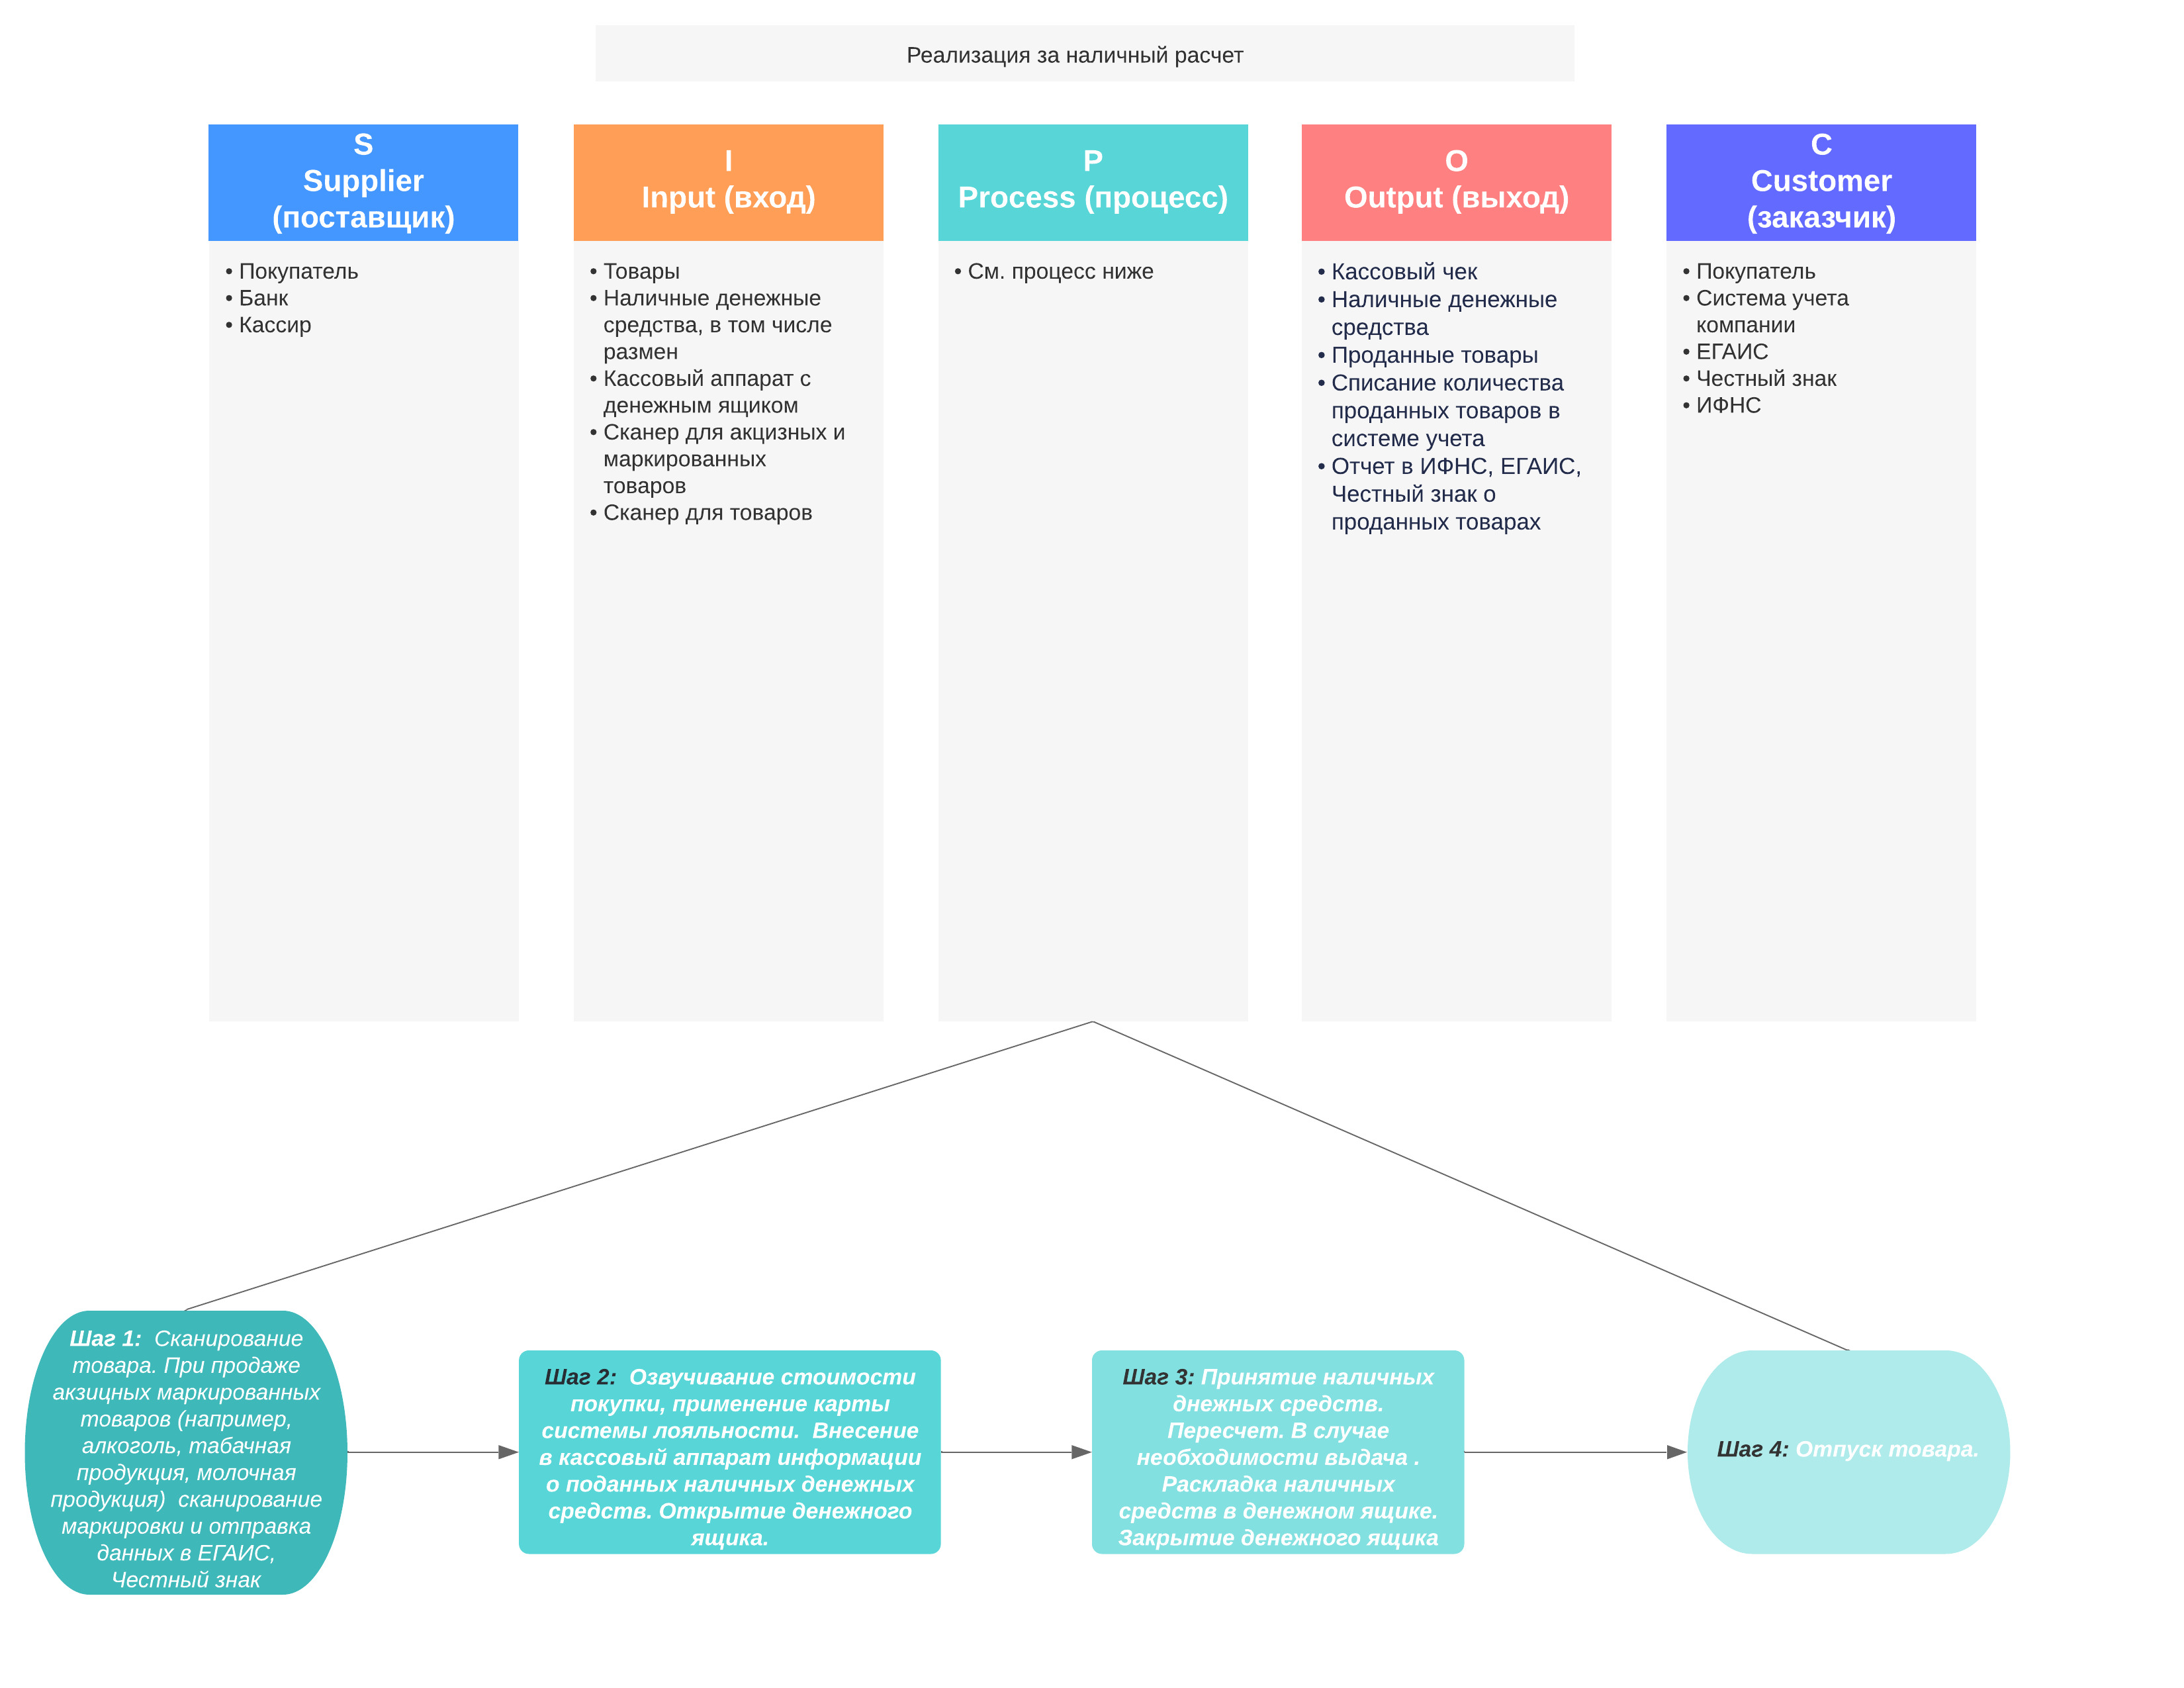 Реализация за наличный расчет
S
Supplier
(поставщик)
• Покупатель
• Банк
• Кассир
I
Input (вход)
• Товары
• Наличные денежные
средства, в том числе
размен
• Кассовый аппарат с
денежным ящиком
• Сканер для акцизных и
маркированных
товаров
• Сканер для товаров
P
Process (процесс)
• См. процесс ниже
O
Output (выход)
• Кассовый чек
• Наличные денежные
средства
• Проданные товары
• Списание количества
проданных товаров в
системе учета
• Отчет в ИФНС, ЕГАИС,
Честный знак о
проданных товарах
C
Customer
(заказчик)
• Покупатель
• Система учета
компании
• ЕГАИС
• Честный знак
• ИФНС
Шаг 1: Сканирование
товара. При продаже
акзицных маркированных
товаров (например,
алкоголь, табачная
продукция, молочная
продукция) сканирование
маркировки и отправка
данных в ЕГАИС,
Честный знак
Шаг 2: Озвучивание стоимости
покупки, применение карты
системы лояльности. Внесение
в кассовый аппарат информации
о поданных наличных денежных
средств. Открытие денежного
ящика.
Шаг 3: Принятие наличных
днежных средств.
Пересчет. В случае
необходимости выдача .
Раскладка наличных
средств в денежном ящике.
Закрытие денежного ящика
Шаг 4: Отпуск товара.